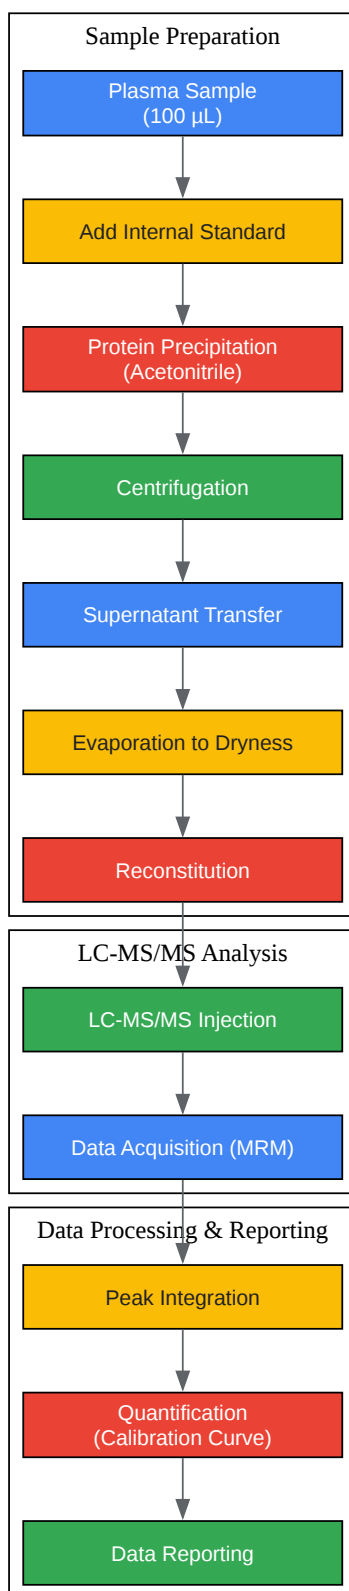 Sample Preparation
Plasma Sample
(100 µL)
Add Internal Standard
Protein Precipitation
(Acetonitrile)
Centrifugation
Supernatant Transfer
Evaporation to Dryness
Reconstitution
LC-MS/MS Analysis
LC-MS/MS Injection
Data Acquisition (MRM)
Data Processing & Reporting
Peak Integration
Quantification
(Calibration Curve)
Data Reporting